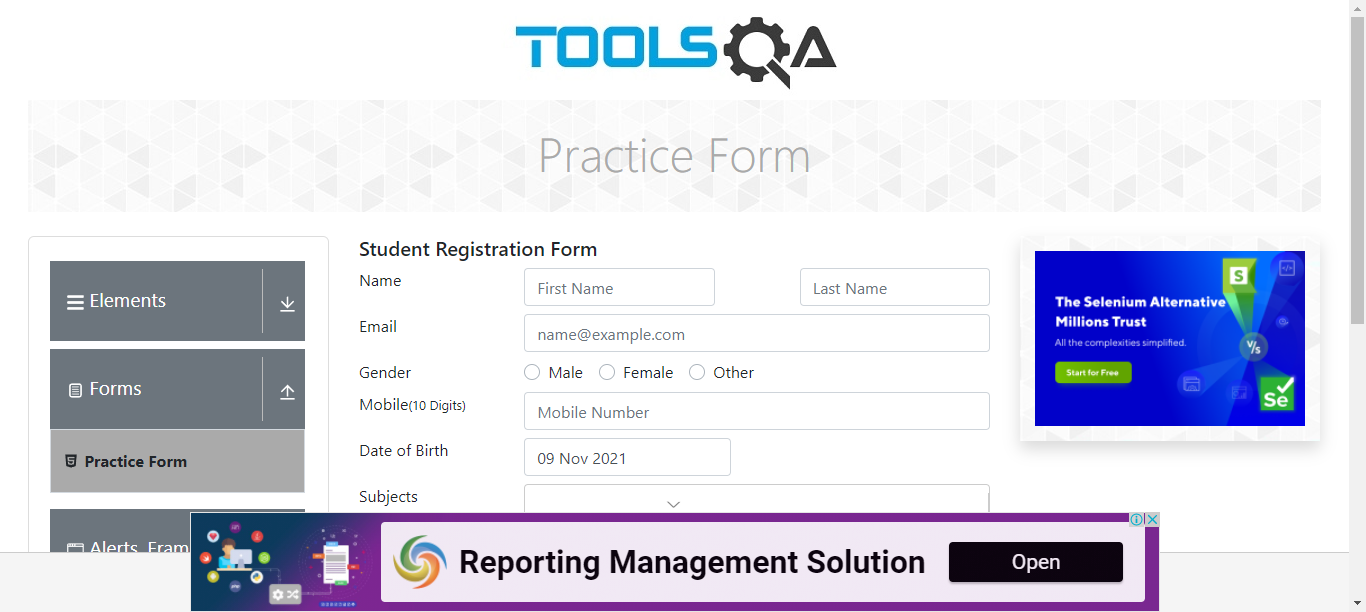 TOOLSQA
Practice Form
Elements
Forms
Practice Form
Alerts, Fram
Student Registration Form
Name
First Name
Last Name
Email
name@example.com
Gender
Male
Female
Other
Mobile(10 Digits)
Mobile Number
Date of Birth
09 Nov 2021
Subjects
The Selenium Alternative
Millions Trust
All the complexities simplified.
Start for Free
S
V/s
Se
Reporting Management Solution
Open